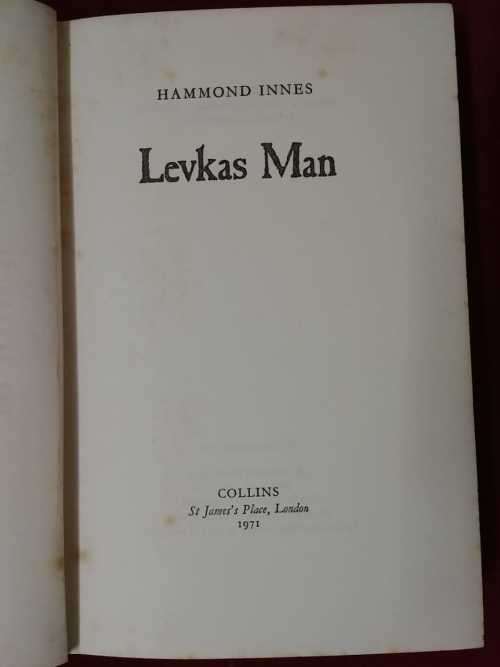 HAMMOND INNES
Levkas Man
COLLINS
St James's Place, London
1971